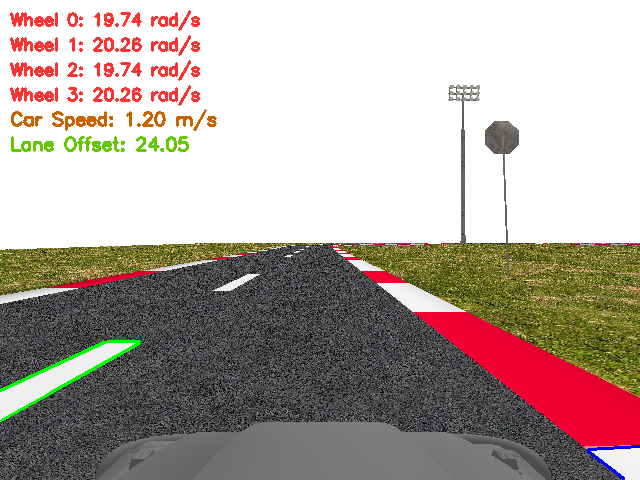 Wheel 0: 19.74 rad/s
Wheel 1: 20.26 rad/s
Wheel 2: 19.74 rad/s
Wheel 3: 20.26 rad/s
Car Speed: 1.20 m/s
Lane Offset: 24.05